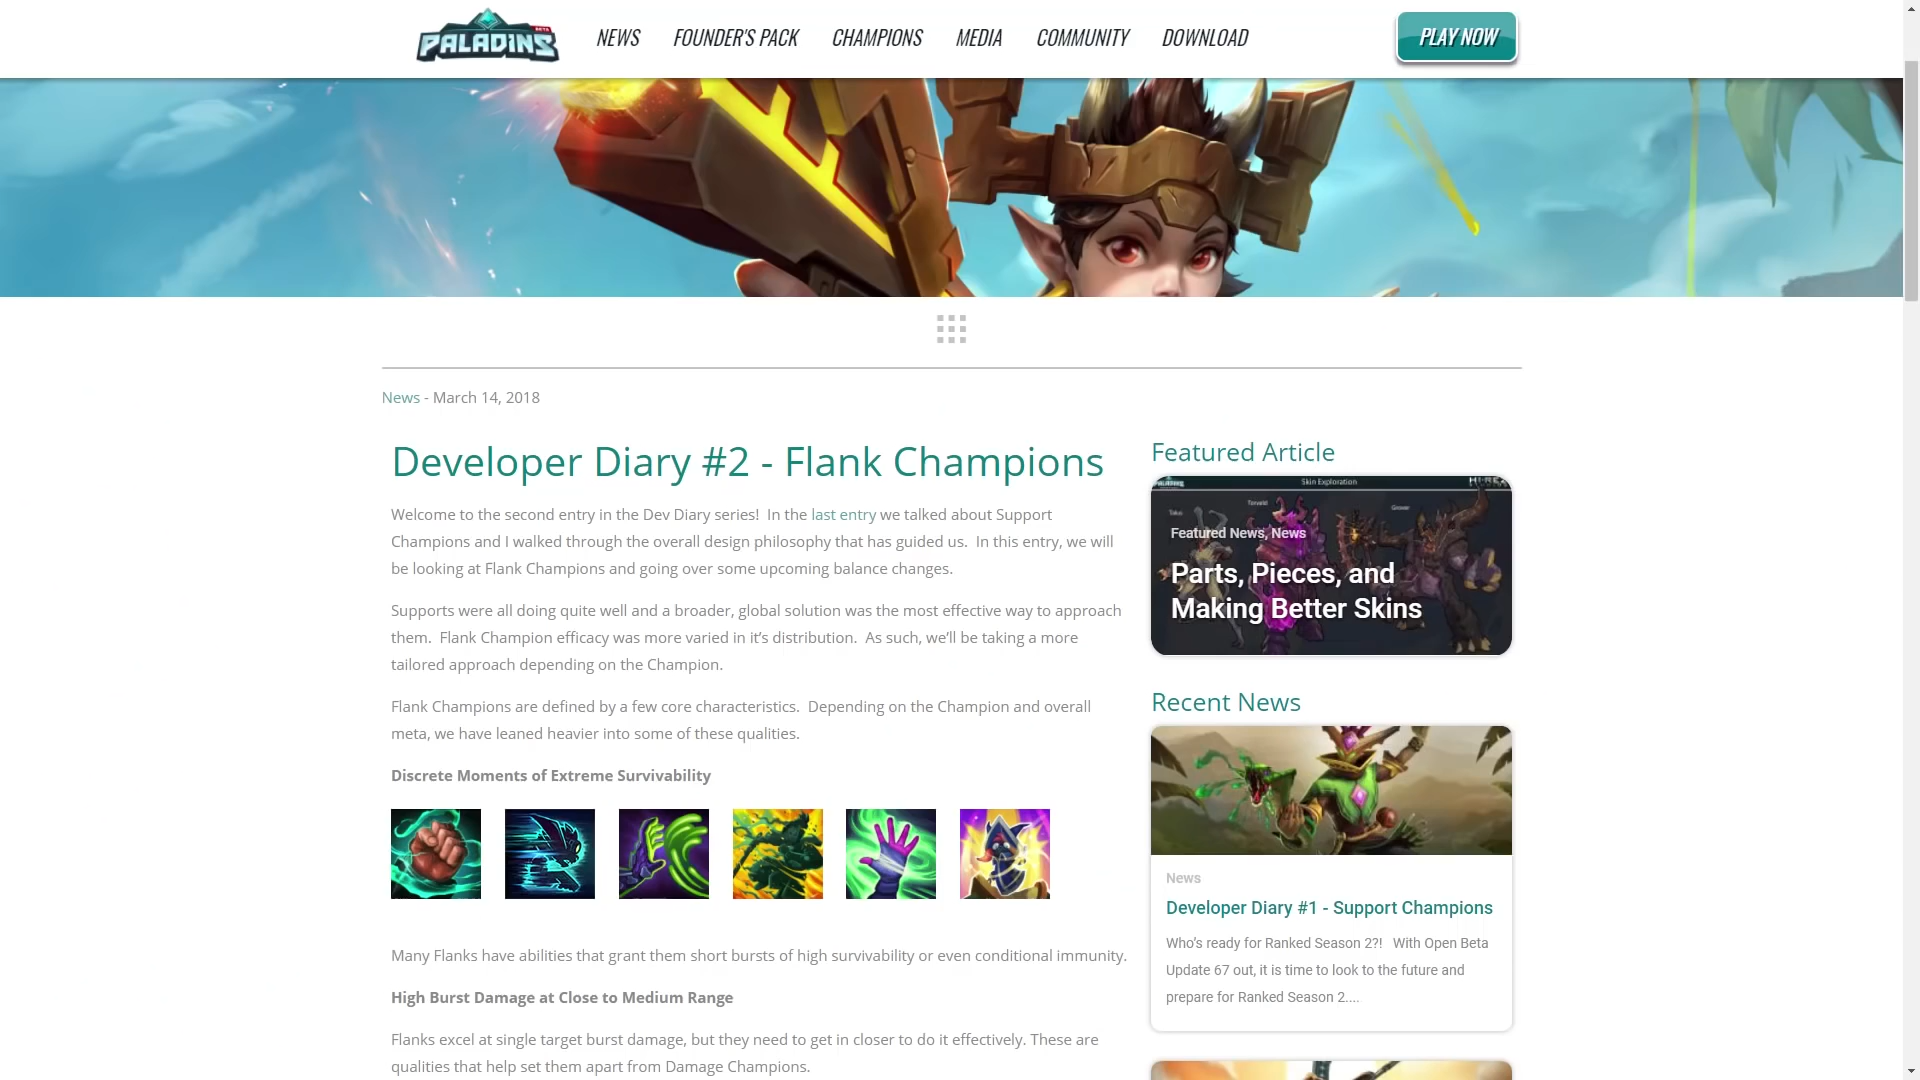 PALADINS BETA
NEWS
FOUNDER'S PACK
CHAMPIONS
MEDIA
COMMUNITY
DOWNLOAD
PLAY NOW
News - March 14, 2018
Developer Diary #2 - Flank Champions
Welcome to the second entry in the Dev Diary series!  In the last entry we talked about Support
Champions and I walked through the overall design philosophy that has guided us.  In this entry, we will
be looking at Flank Champions and going over some upcoming balance changes.
Supports were all doing quite well and a broader, global solution was the most effective way to approach
them.  Flank Champion efficacy was more varied in it’s distribution.  As such, we’ll be taking a more
tailored approach depending on the Champion.
Flank Champions are defined by a few core characteristics.  Depending on the Champion and overall
meta, we have leaned heavier into some of these qualities.
Discrete Moments of Extreme Survivability
Many Flanks have abilities that grant them short bursts of high survivability or even conditional immunity.
High Burst Damage at Close to Medium Range
Flanks excel at single target burst damage, but they need to get in closer to do it effectively. These are
qualities that help set them apart from Damage Champions.
Featured Article
PALADINS
Skin Exploration
HI-REZ
Talus
Torvald
Grover
Featured News, News
Parts, Pieces, and
Making Better Skins
Recent News
News
Developer Diary #1 - Support Champions
Who’s ready for Ranked Season 2?!   With Open Beta
Update 67 out, it is time to look to the future and
prepare for Ranked Season 2....